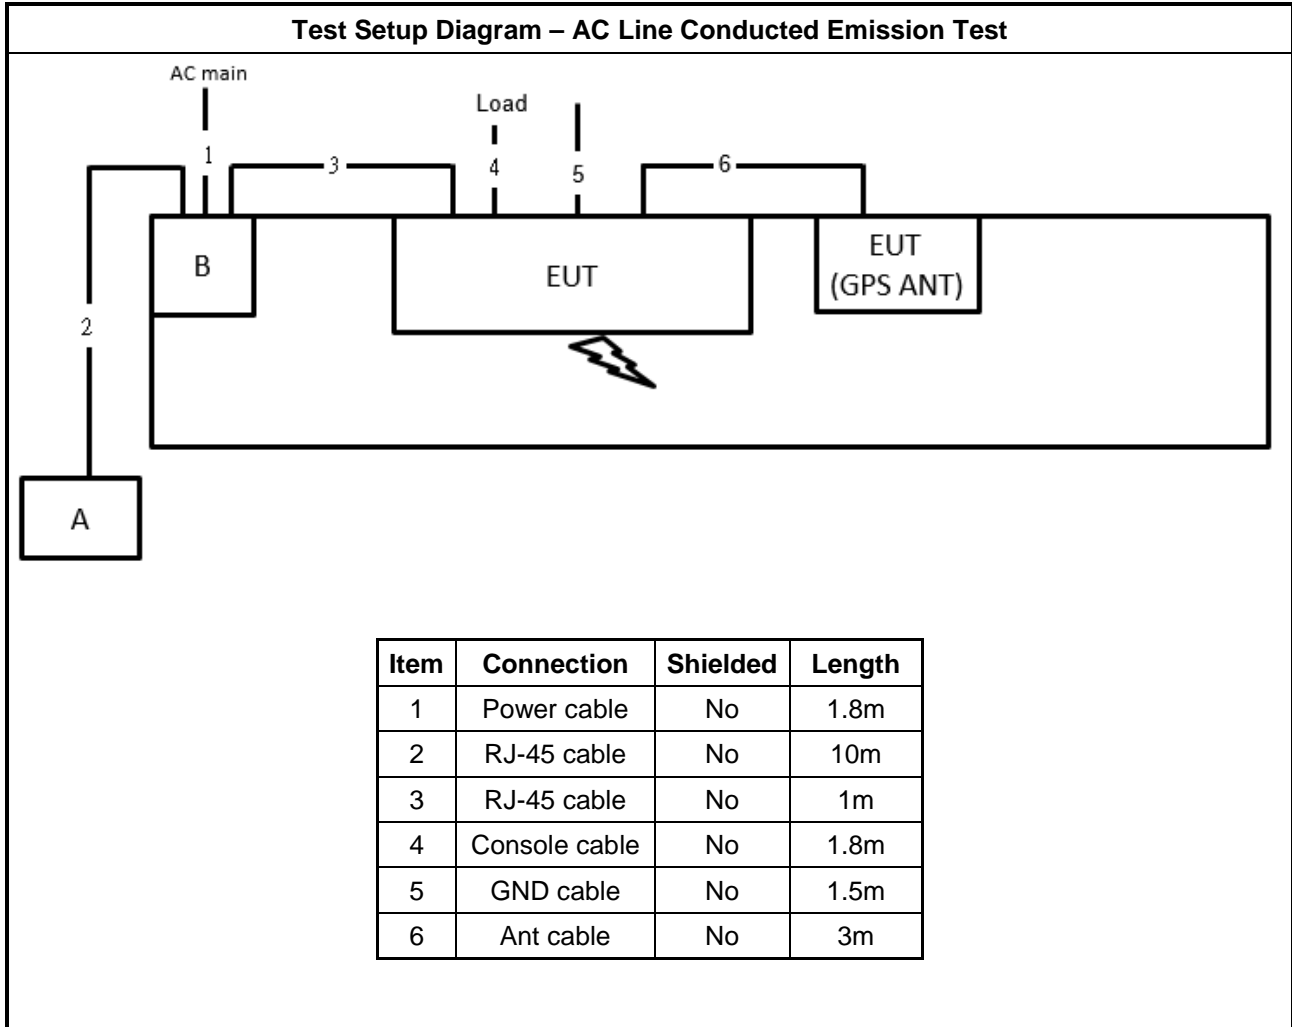 Test Setup Diagram – AC Line Conducted Emission Test
AC main
Load
1
3
4
5
6
2
B
EUT
EUT
(GPS ANT)
A
Item Connection Shielded Length
1 Power cable No 1.8m
2 RJ-45 cable No 10m
3 RJ-45 cable No 1m
4 Console cable No 1.8m
5 GND cable No 1.5m
6 Ant cable No 3m